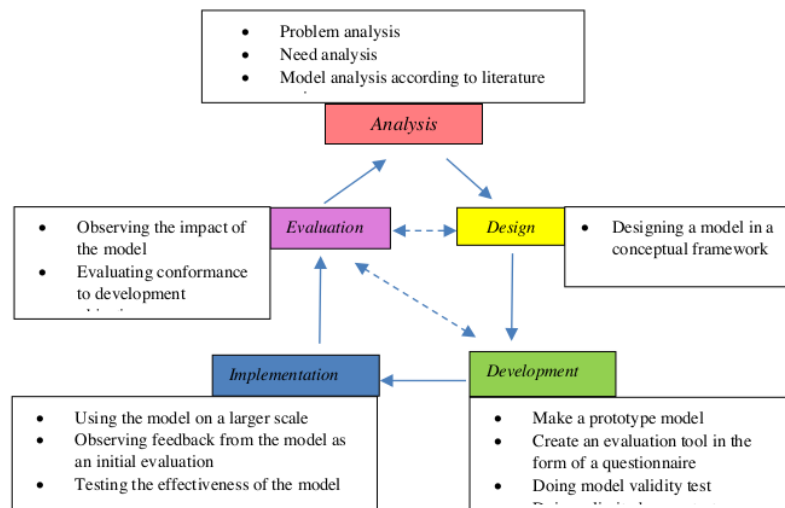 • Problem analysis
• Need analysis
• Model analysis according to literature
Analysis
Evaluation
Design
• Observing the impact of
the model
• Evaluating conformance
to development
• Designing a model in a
conceptual framework
Implementation
Development
• Using the model on a larger scale
• Observing feedback from the model as
an initial evaluation
• Testing the effectiveness of the model
• Make a prototype model
• Create an evaluation tool in the
form of a questionnaire
• Doing model validity test